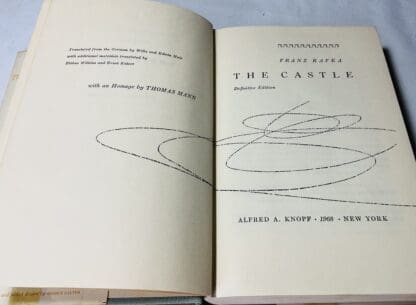 Translated from the German by Willa and Edwin Muir
with additional materials translated by
Eithne Wilkins and Ernst Kaiser
with an Homage by THOMAS MANN
FRANZ KAFKA
THE CASTLE
Definitive Edition
ALFRED A. KNOPF • 1968 • NEW YORK